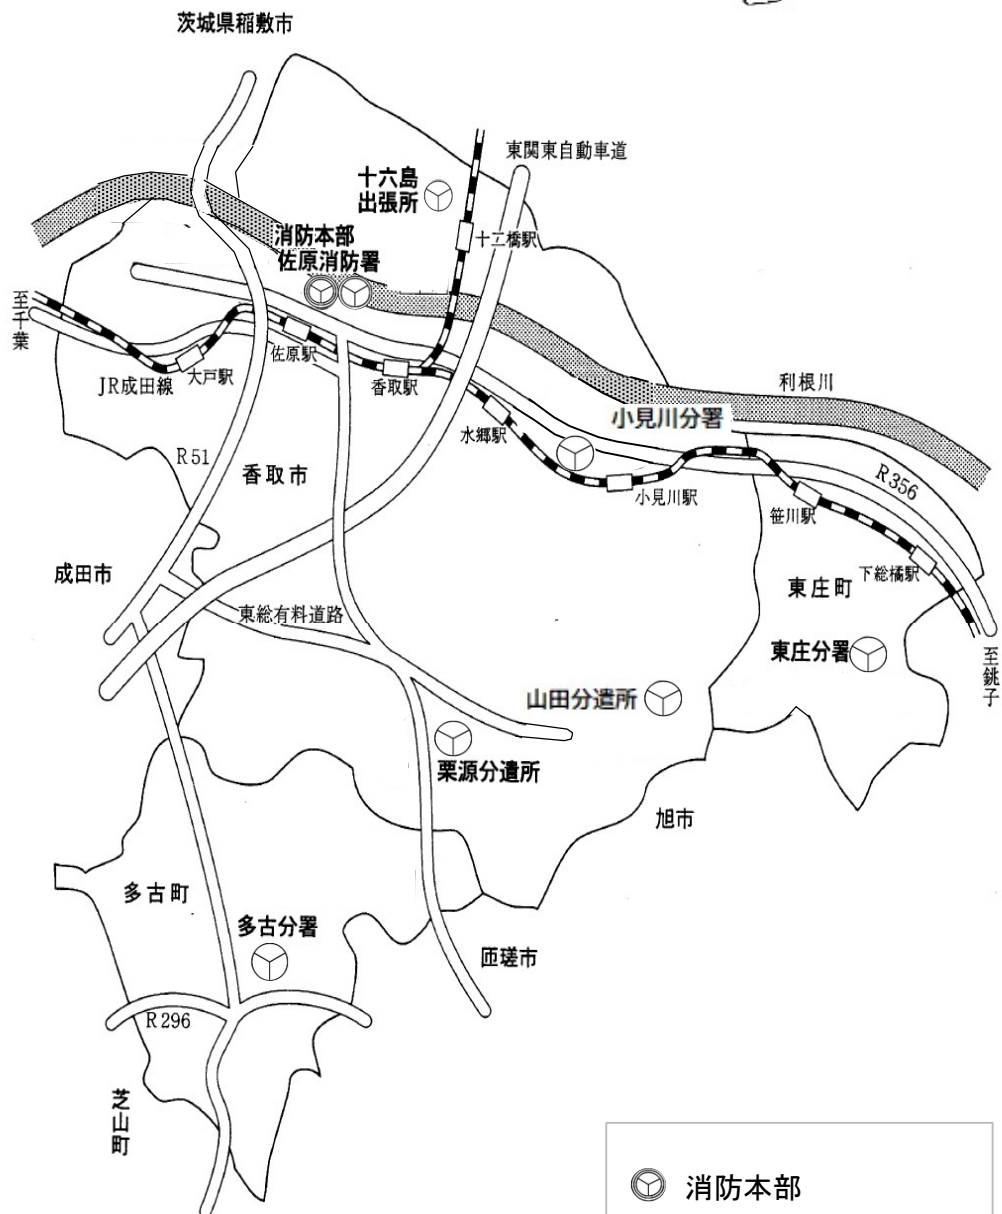 茨城県稲敷市
東関東自動車道
十六島
出張所
十二橋駅
消防本部
佐原消防署
至千葉
佐原駅
大戸駅
香取駅
JR成田線
利根川
小見川分署
水郷駅
R51
香取市
R356
小見川駅
笹川駅
成田市
下総橘駅
東庄町
東総有料道路
東庄分署
至銚子
山田分遣所
栗源分遣所
旭市
多古町
多古分署
匝瑳市
R296
芝山町
消防本部